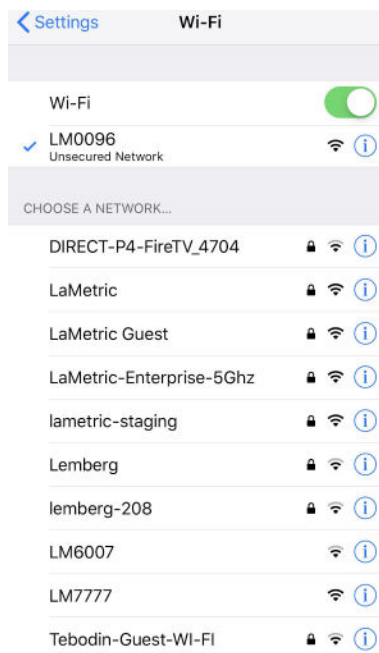 Settings
Wi-Fi
Wi-Fi
LM0096
Unsecured Network
CHOOSE A NETWORK...
DIRECT-P4-FireTV_4704
LaMetric
LaMetric Guest
LaMetric-Enterprise-5Ghz
lametric-staging
Lemberg
lemberg-208
LM6007
LM7777
Tebodin-Guest-WI-FI